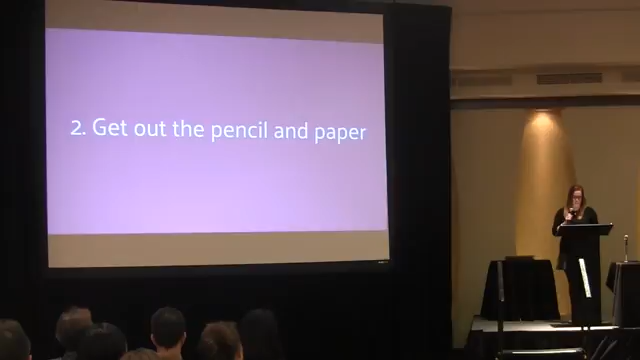 2. Get out the pencil and paper